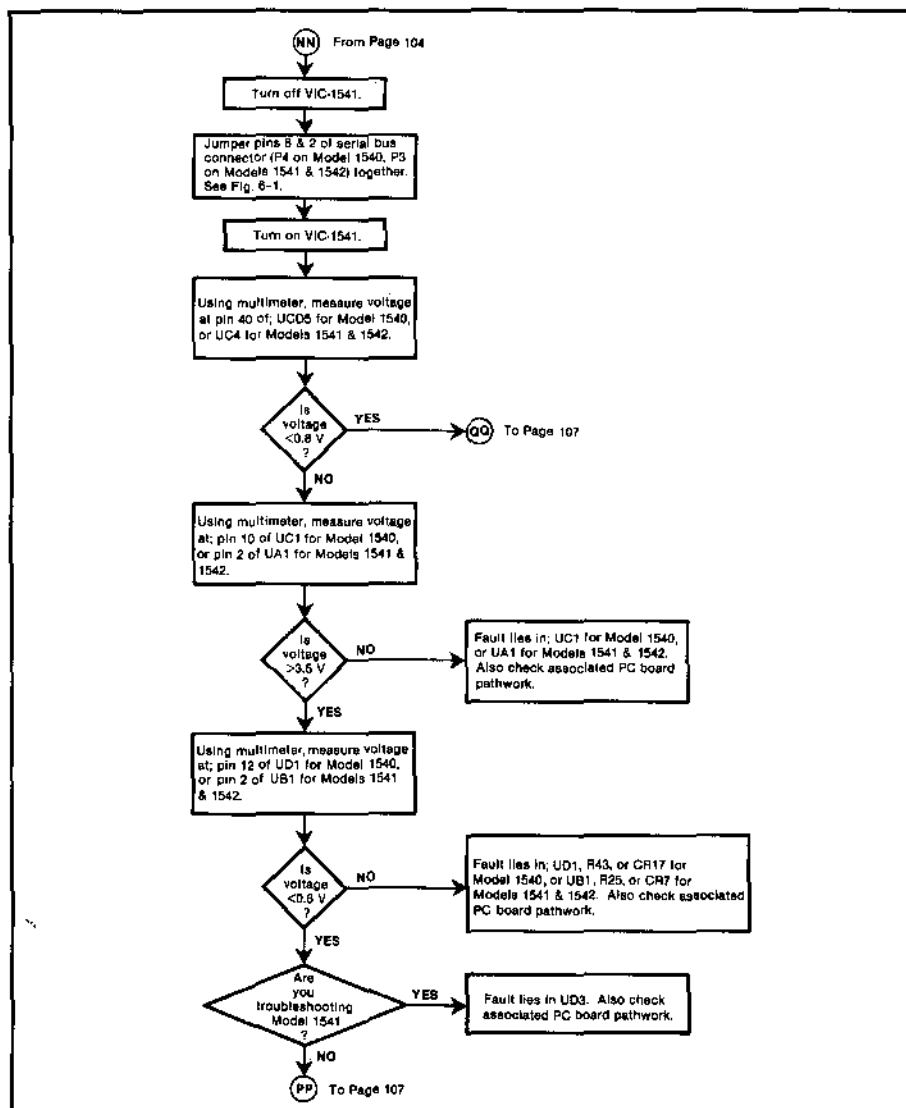 NN From Page 104
Turn off VIC-1541.
Jumper pins 6 & 2 of serial bus
connector (P4 on Model 1540, P3
on Models 1541 & 1542) together.
See Fig. 6-1.
Turn on VIC-1541.
Using multimeter, measure voltage
at pin 40 of; UCD5 for Model 1540,
or UC4 for Models 1541 & 1542.
Is
voltage
<0.8 V
?
YES
QQ To Page 107
NO
Using multimeter, measure voltage
at; pin 10 of UC1 for Model 1540,
or pin 2 of UA1 for Models 1541 &
1542.
Is
voltage
>3.5 V
?
NO
Fault lies in; UC1 for Model 1540,
or UA1 for Models 1541 & 1542.
Also check associated PC board
pathwork.
YES
Using multimeter, measure voltage
at; pin 12 of UD1 for Model 1540,
or pin 2 of UB1 for Models 1541
& 1542.
Is
voltage
<0.8 V
?
NO
Fault lies in; UD1, R43, or CR17 for
Model 1540, or UB1, R25, or CR7 for
Models 1541 & 1542. Also check associated
PC board pathwork.
YES
Are
you
troubleshooting
Model 1541
?
YES
Fault lies in UD3. Also check
associated PC board pathwork.
NO
PP To Page 107